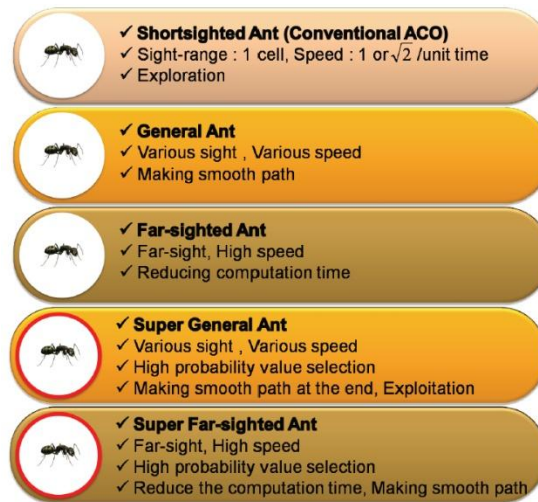 ✓ Shortsighted Ant (Conventional ACO)
✓ Sight-range : 1 cell, Speed : 1 or √2 /unit time
✓ Exploration
✓ General Ant
✓ Various sight , Various speed
✓ Making smooth path
✓ Far-sighted Ant
✓ Far-sight, High speed
✓ Reducing computation time
✓ Super General Ant
✓ Various sight , Various speed
✓ High probability value selection
✓ Making smooth path at the end, Exploitation
✓ Super Far-sighted Ant
✓ Far-sight, High speed
✓ High probability value selection
✓ Reduce the computation time, Making smooth path